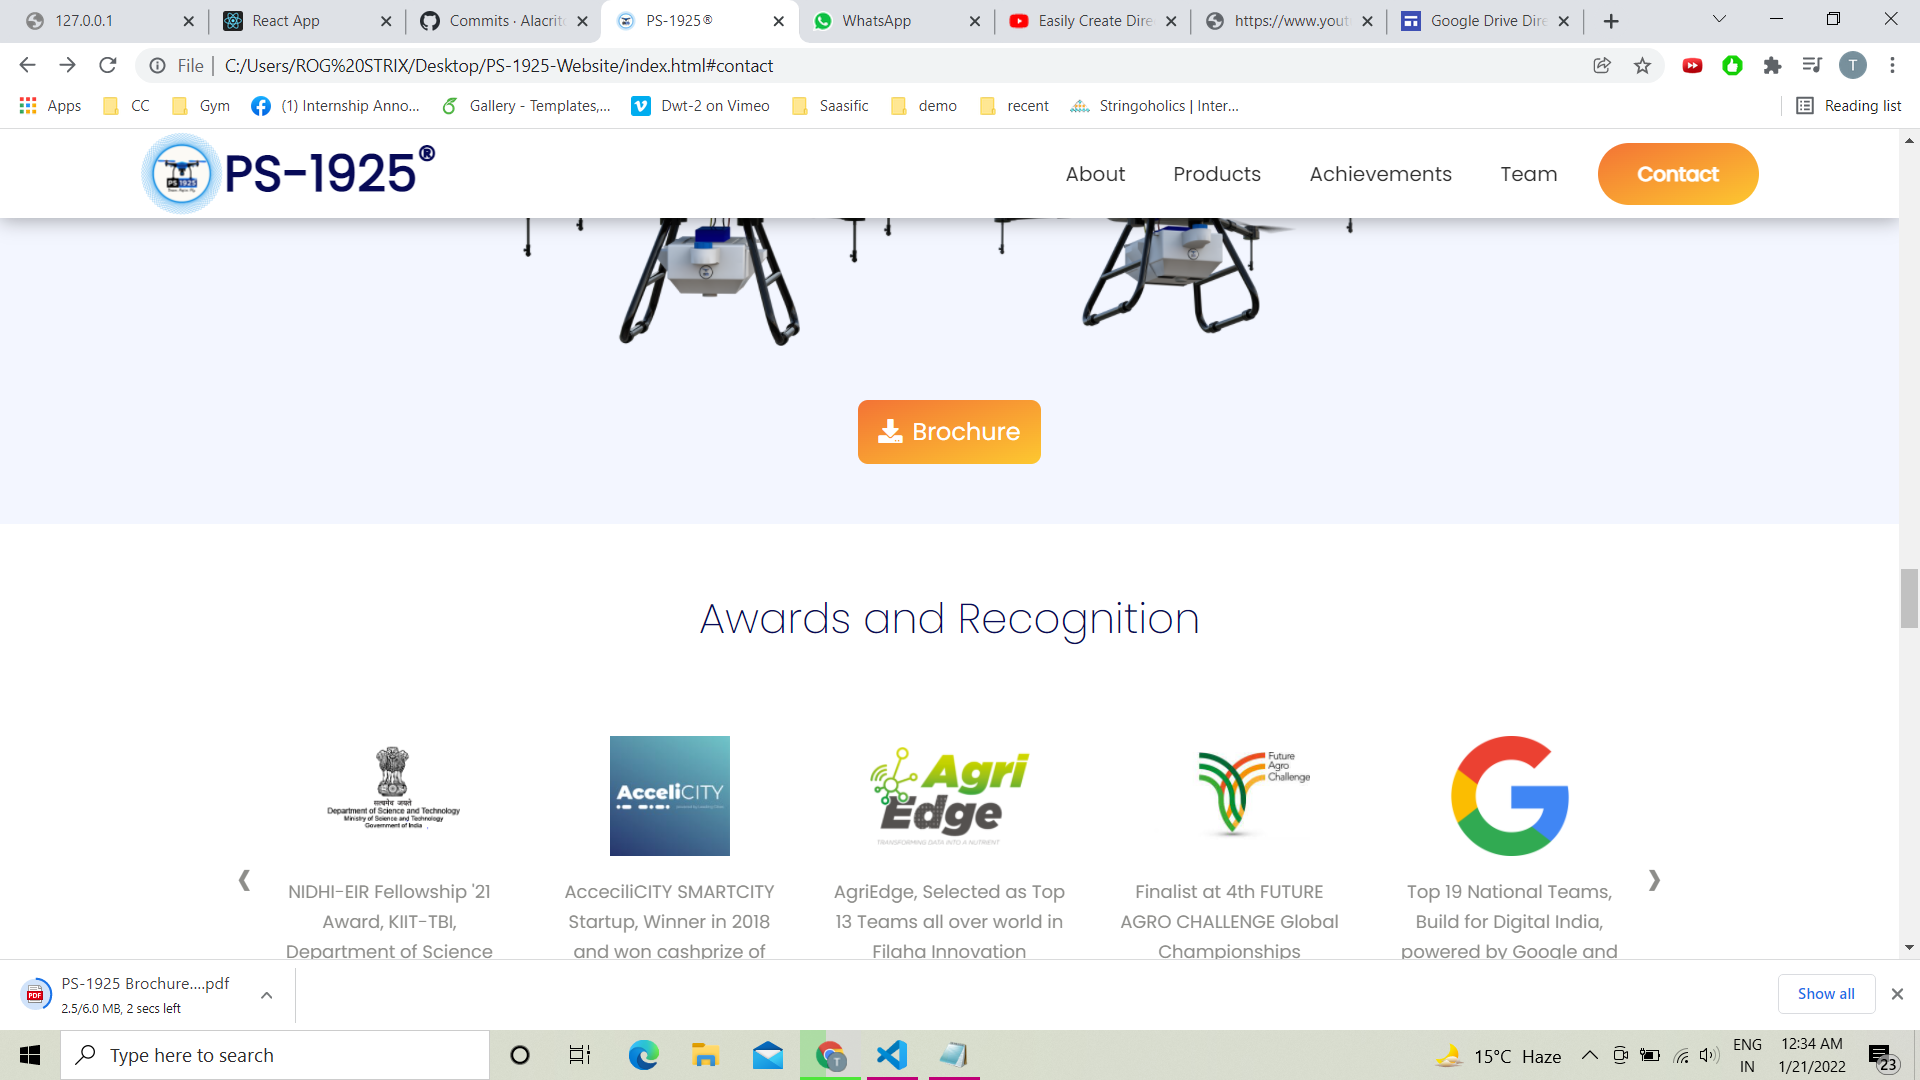 127.0.0.1
React App
Commits · Alacrit
PS-1925®
WhatsApp
Easily Create Dire
https://www.yout
Google Drive Dire
File
C:/Users/ROG%20STRIX/Desktop/PS-1925-Website/index.html#contact
T
Apps
CC
Gym
(1) Internship Anno...
Gallery - Templates,...
Dwt-2 on Vimeo
Saasific
demo
recent
Stringoholics | Inter...
Reading list
PS 1925
PS-1925®
About
Products
Achievements
Team
Contact
Brochure
Awards and Recognition
सत्यमेव जयते
Department of Science and Technology
Ministry of Science and Technology
Government of India
AcceliCITY
Agri
Edge
TRANSFORMING DATA INTO A NUTRIENT
Future
Agro
Challenge
❰
❱
NIDHI-EIR Fellowship '21
Award, KIIT-TBI,
Department of Science
AcceciliCITY SMARTCITY
Startup, Winner in 2018
and won cashprize of
AgriEdge, Selected as Top
13 Teams all over world in
Filaha Innovation
Finalist at 4th FUTURE
AGRO CHALLENGE Global
Championships
Top 19 National Teams,
Build for Digital India,
powered by Google and
PDF
PS-1925 Brochure....pdf
2.5/6.0 MB, 2 secs left
Show all
Type here to search
T
15°C Haze
ENG
IN
12:34 AM
1/21/2022
23